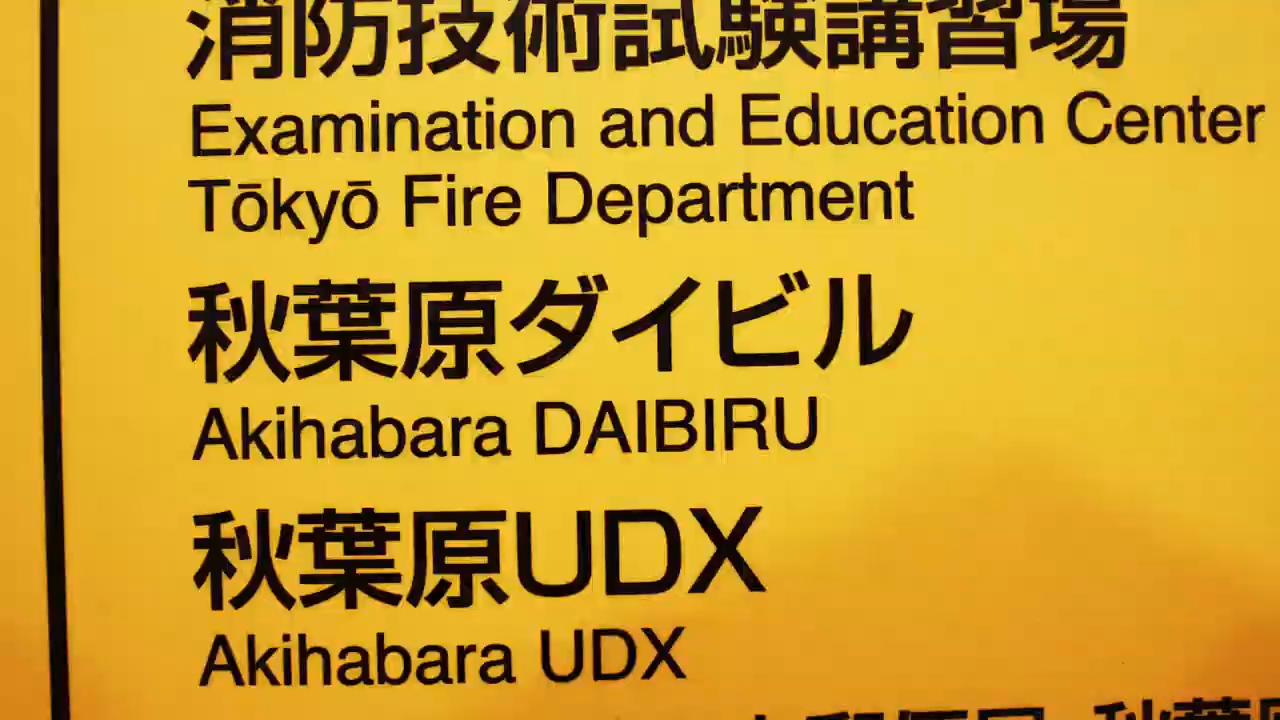 消防技術試験講習場
Examination and Education Center
Tōkyō Fire Department
秋葉原ダイビル
Akihabara DAIBIRU
秋葉原UDX
Akihabara UDX